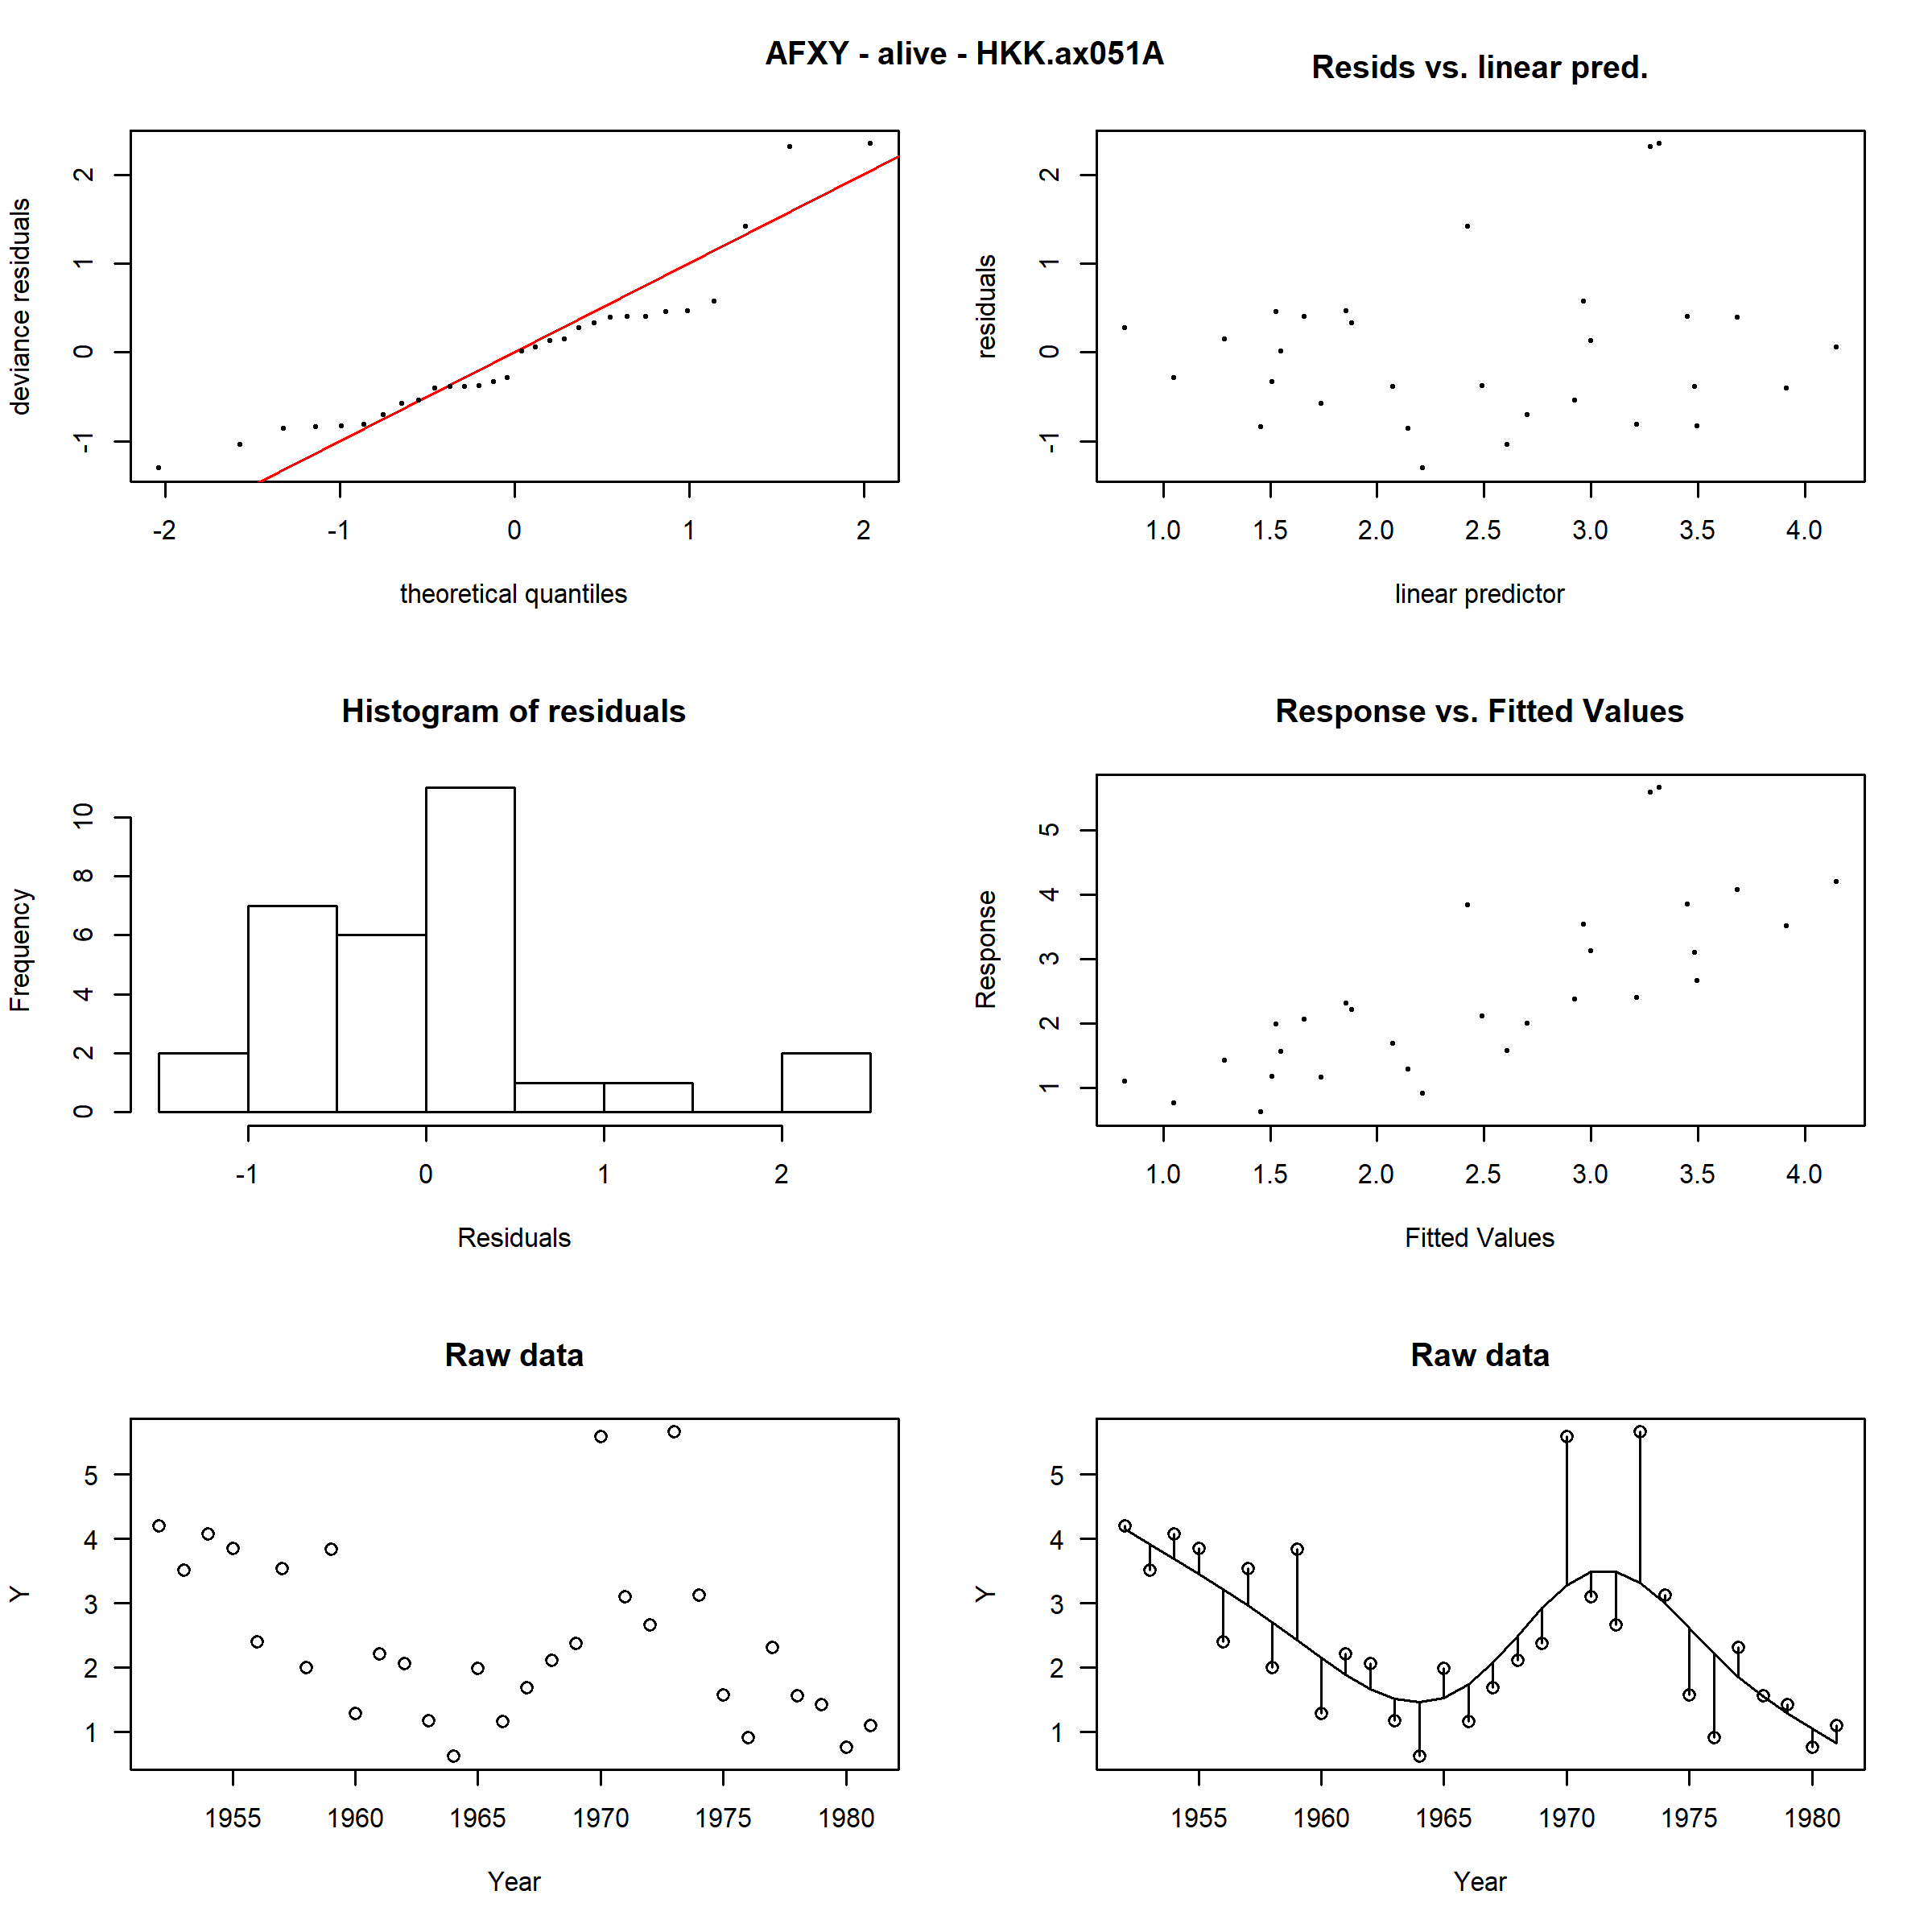 AFXY - alive - HKK.ax051A
Resids vs. linear pred.
deviance residuals
-1 0 1 2
-2 -1 0 1 2
theoretical quantiles
residuals
-1 0 1 2
1.0 1.5 2.0 2.5 3.0 3.5 4.0
linear predictor
Histogram of residuals
Frequency
0 2 4 6 8 10
-1 0 1 2
Residuals
Response vs. Fitted Values
Response
1 2 3 4 5
1.0 1.5 2.0 2.5 3.0 3.5 4.0
Fitted Values
Raw data
Y
5
4
3
2
1
1955 1960 1965 1970 1975 1980
Year
Raw data
Y
5
4
3
2
1
1955 1960 1965 1970 1975 1980
Year